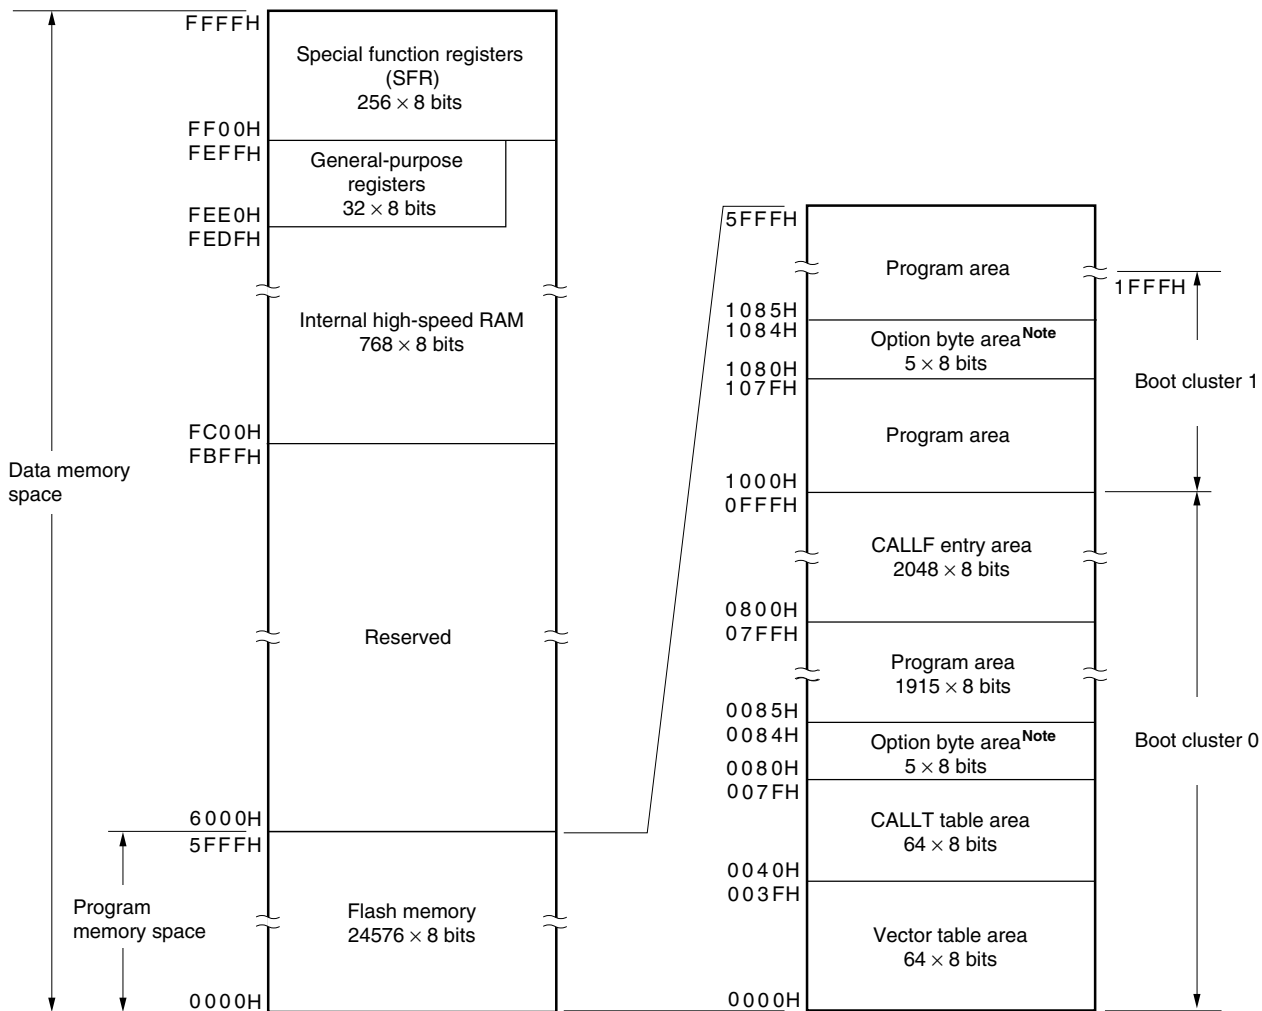 FFFFH
Special function registers
(SFR)
256 × 8 bits
FF00H
FEFFH
General-purpose
registers
32 × 8 bits
FEE0H
FEDFH
Internal high-speed RAM
768 × 8 bits
FC00H
FBFFH
Data memory
space
Reserved
6000H
5FFFH
Program
memory space
Flash memory
24576 × 8 bits
0000H
5FFFH
Program area
1FFFH
1085H
1084H
Option byte area Note
5 × 8 bits
1080H
107FH
Boot cluster 1
Program area
1000H
0FFFH
CALLF entry area
2048 × 8 bits
0800H
07FFH
Program area
1915 × 8 bits
0085H
0084H
Option byte area Note
5 × 8 bits
Boot cluster 0
0080H
007FH
CALLT table area
64 × 8 bits
0040H
003FH
Vector table area
64 × 8 bits
0000H